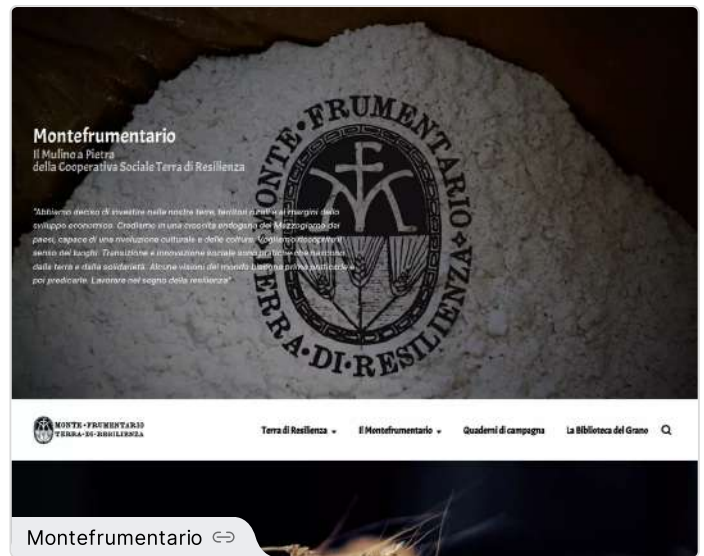 MONTE·FRUMENTARIO
TERRA·DI·RESILIENZA
Montefrumentario
Il Mulino a Pietra
della Cooperativa Sociale Terra di Resilienza
"Abbiamo deciso di investire nelle nostre terre, territori rurali e ai margini dello
sviluppo economico. Crediamo in una crescita endogena del Mezzogiorno dei
paesi, capace di una rivoluzione culturale e delle colture. Vogliamo ricongiungerci
senso dei luoghi. Transizione e innovazione sociale sono pratiche che nascono
dalla terra e dalla solidarietà. Alcune visioni del mondo bisogna prima praticarle e
poi predicarle. Lavorare nel segno della resilienza"
MONTE·FRUMENTARIO
TERRA·DI·RESILIENZA
Terra di Resilienza
Il Montefrumentario
Quaderni di campagna
La Biblioteca del Grano
Montefrumentario